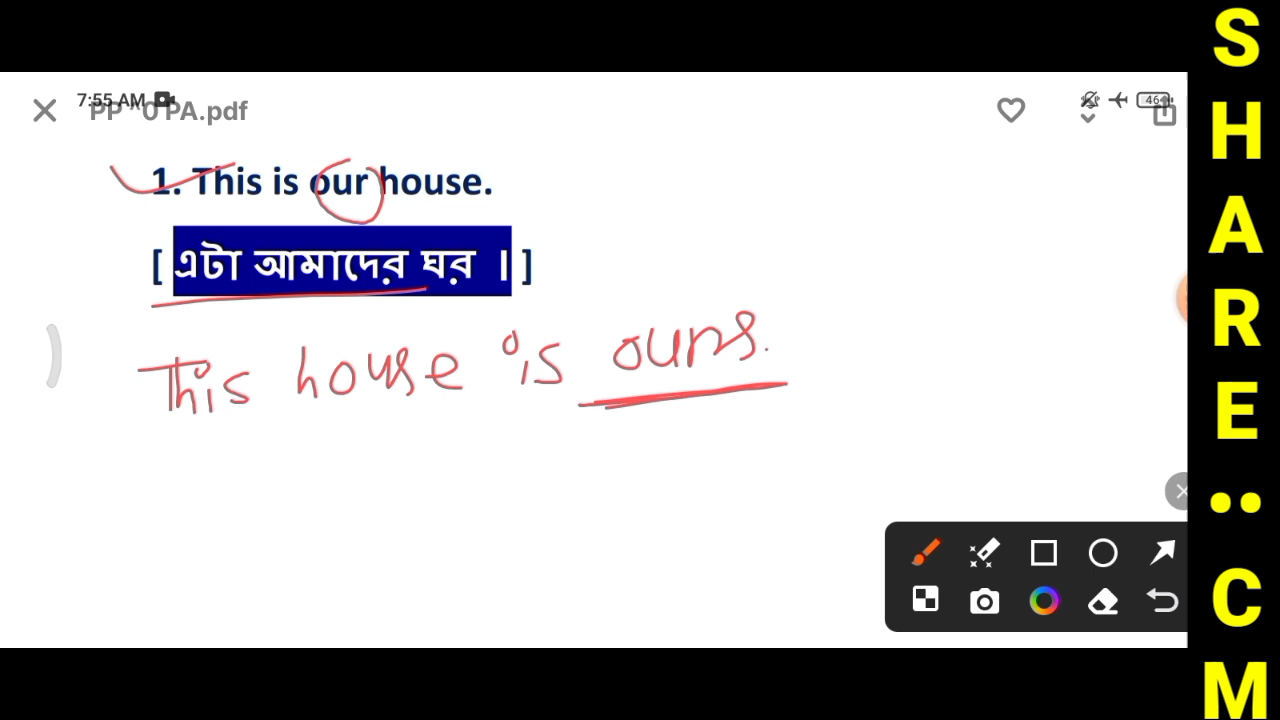 7:55 AM
PP ^0 PA.pdf
46
1. This is our house.
[ এটা আমাদের ঘর । ]
This house is ours.
S
H
A
R
E
••
C
M